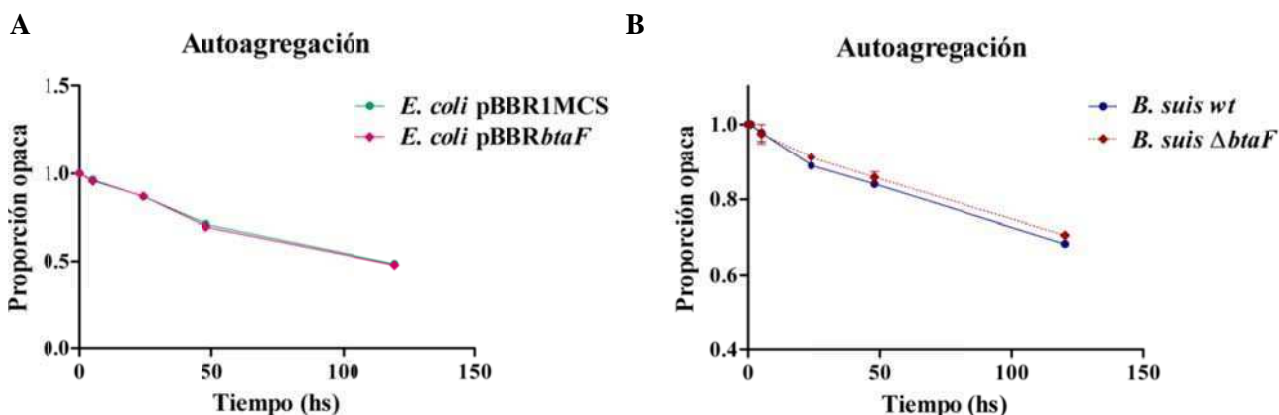 A
Autoagregación
1.5
1.0
0.5
0.0
Proporción opaca
0
50
100
150
Tiempo (hs)
E. coli pBBR1MCS
E. coli pBBRbtaF
B
Autoagregación
1.0
0.8
0.6
0.4
Proporción opaca
0
50
100
150
Tiempo (hs)
B. suis wt
B. suis ΔbtaF